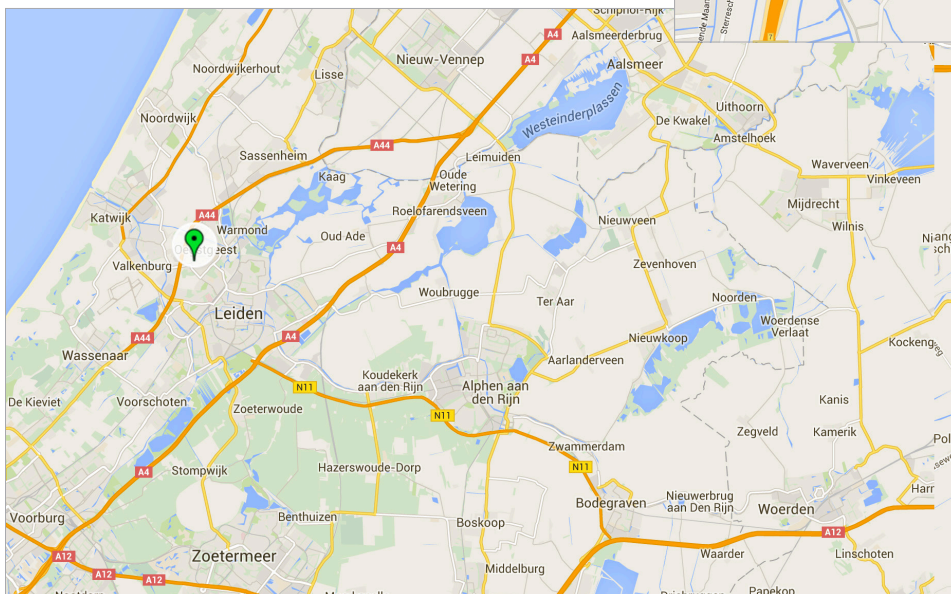 Schiphol-Rijk
A4
Aalsmeerderbrug
A4
Nieuw-Vennep
Aalsmeer
Noordwijkerhout
Lisse
Westeinderplassen
Uithoorn
Noordwijk
De Kwakel
Amstelhoek
A44
Sassenheim
Leimuiden
Waverveen
Kaag
Oude
Wetering
Vinkeveen
Mijdrecht
Katwijk
A44
Roelofarendsveen
Nieuwveen
Warmond
Oud Ade
Wilnis
A4
Valkenburg
Zevenhoven
Woubrugge
Ter Aar
Noorden
Leiden
Woerdense
Verlaat
A44
A4
Nieuwkoop
Wassenaar
Aarlanderveen
Koudekerk
aan den Rijn
N11
Alphen aan
den Rijn
De Kieviet
Voorschoten
Zoeterwoude
N11
Kanis
Zegveld
Kamerik
Zwammerdam
A4
Stompwijk
Hazerswoude-Dorp
N11
Nieuwerbrug
aan Den Rijn
Bodegraven
Woerden
Voorburg
Benthuizen
Boskoop
A12
A12
Zoetermeer
Waarder
Linschoten
A12
A12
Middelburg
Papekop